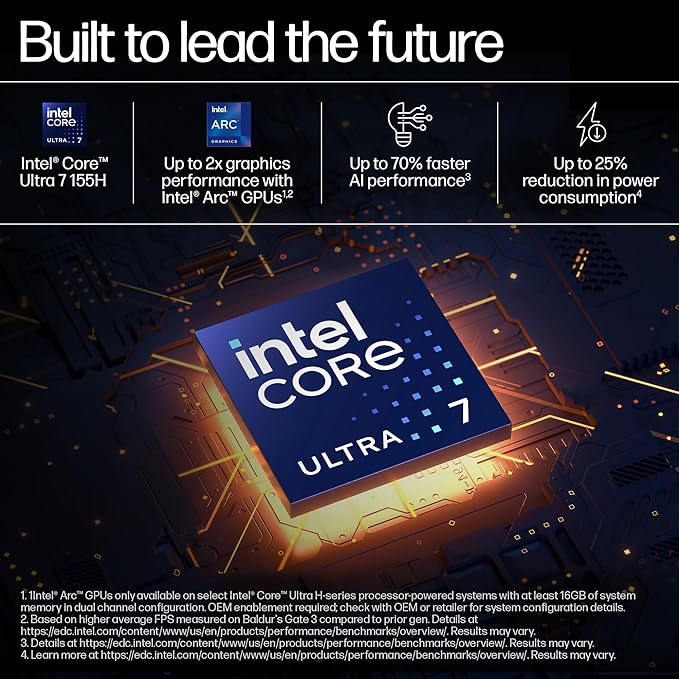 Built to lead the future
intel
CORE
ULTRA 7
intel.
ARC
GRAPHICS
Intel® Core™
Ultra 7 155H
Up to 2x graphics
performance with
Intel® Arc™ GPUs1,2
Up to 70% faster
AI performance3
Up to 25%
reduction in power
consumption4
intel
CORE
ULTRA 7
1. 1Intel® Arc™ GPUs only available on select Intel® Core™ Ultra H-series processor-powered systems with at least 16GB of system
memory in dual channel configuration. OEM enablement required; check with OEM or retailer for system configuration details.
2. Based on higher average FPS measured on Baldur's Gate 3 compared to prior gen. Details at
https://edc.intel.com/content/www/us/en/products/performance/benchmarks/overview/. Results may vary.
3. Details at https://edc.intel.com/content/www/us/en/products/performance/benchmarks/overview/. Results may vary.
4. Learn more at https://edc.intel.com/content/www/us/en/products/performance/benchmarks/overview/. Results may vary.